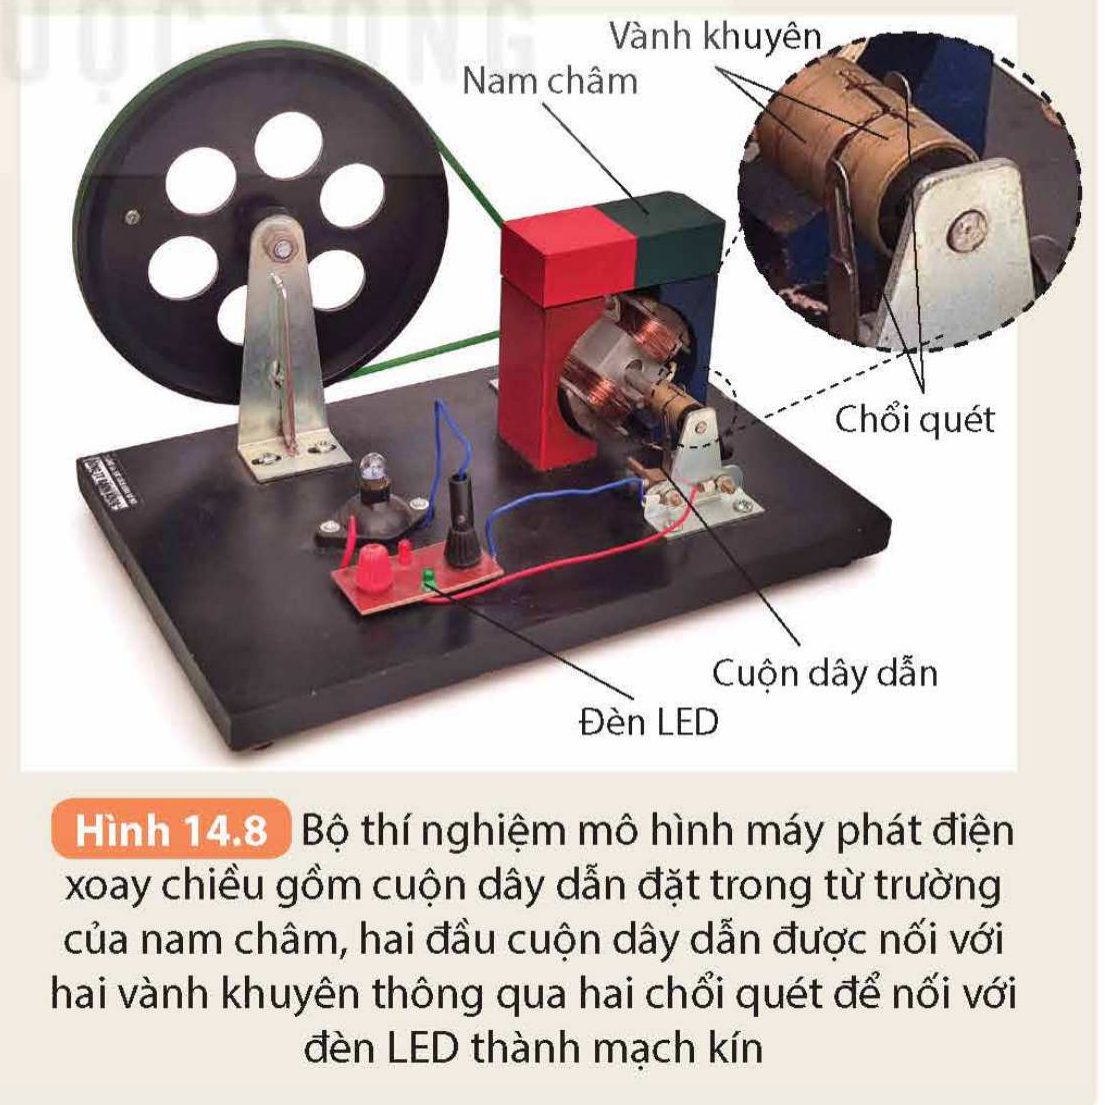 ƯỢC SỐNG
Vành khuyên
Nam châm
Chổi quét
Cuộn dây dẫn
Đèn LED
Hình 14.8 Bộ thí nghiệm mô hình máy phát điện
xoay chiều gồm cuộn dây dẫn đặt trong từ trường
của nam châm, hai đầu cuộn dây dẫn được nối với
hai vành khuyên thông qua hai chổi quét để nối với
đèn LED thành mạch kín